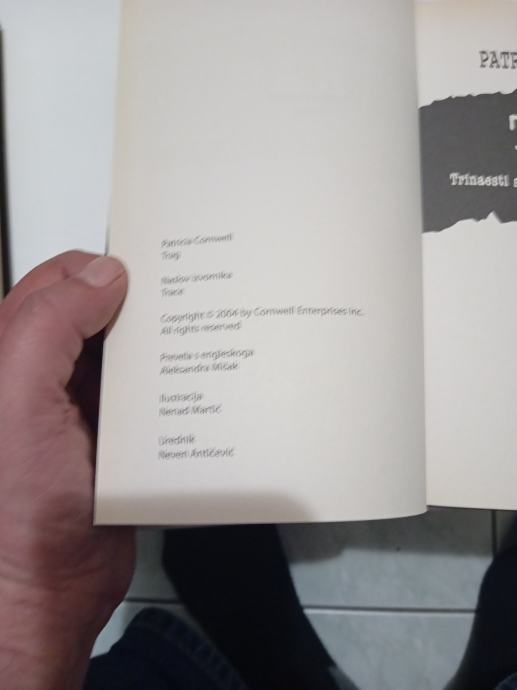 Patricia Cornwell
Trag
Naslov izvornika
Trace
Copyright © 2004 by Cornwell Enterprises Inc.
All rights reserved
Prevela s engleskoga
Aleksandra Mišak
Ilustracija
Nenad Martić
Urednik
Neven Antičević
PATR
Trinaesti s